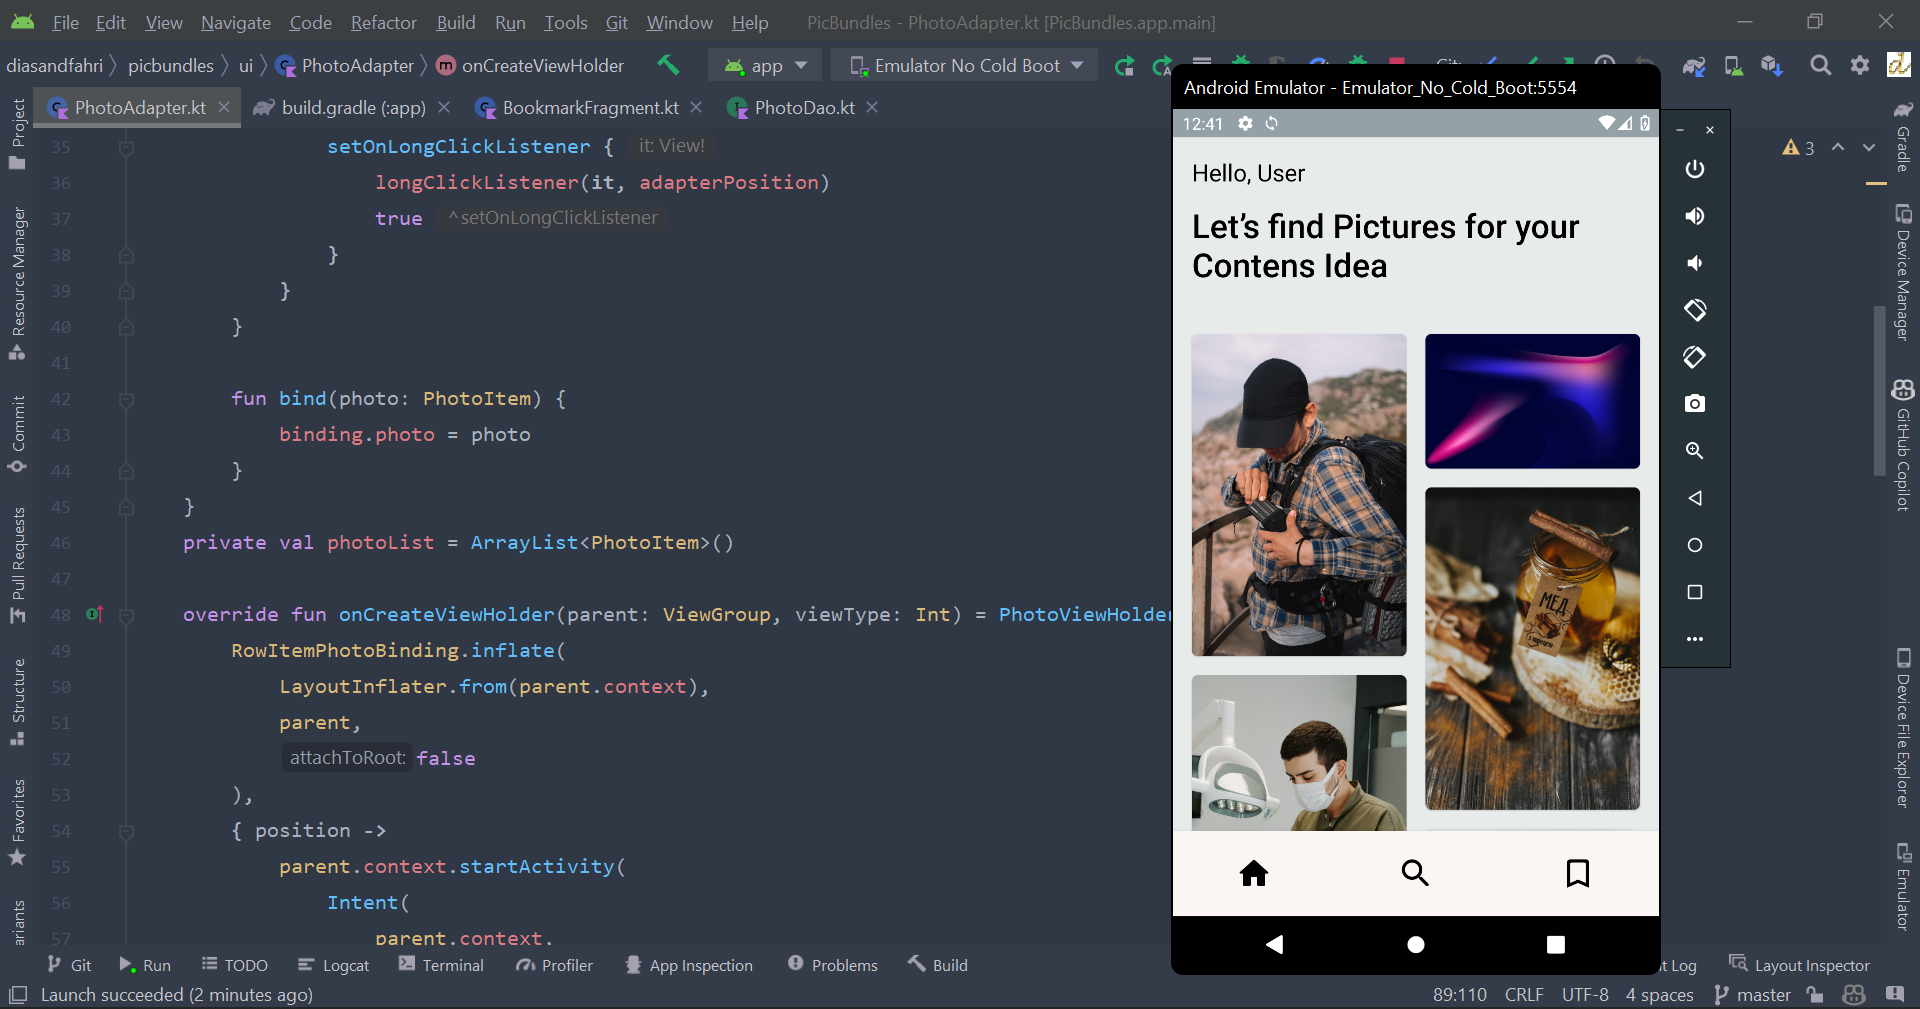 File Edit View Navigate Code Refactor Build Run Tools Git Window Help PicBundles - PhotoAdapter.kt [PicBundles.app.main]
diasandfahri picbundles ui PhotoAdapter m onCreateViewHolder app Emulator No Cold Boot
PhotoAdapter.kt build.gradle (:app) BookmarkFragment.kt PhotoDao.kt
Project
Resource Manager
Commit
Pull Requests
Structure
Favorites
ariants
35 setOnLongClickListener { it: View!
36 longClickListener(it, adapterPosition)
37 true ^setOnLongClickListener
38 }
39 }
40 }
41
42 fun bind(photo: PhotoItem) {
43 binding.photo = photo
44 }
45 }
46 private val photoList = ArrayList<PhotoItem>()
47
48 override fun onCreateViewHolder(parent: ViewGroup, viewType: Int) = PhotoViewHolder
49 RowItemPhotoBinding.inflate(
50 LayoutInflater.from(parent.context),
51 parent,
52 attachToRoot: false
53 ),
54 { position ->
55 parent.context.startActivity(
56 Intent(
57 parent.context,
Android Emulator - Emulator_No_Cold_Boot:5554
12:41
Hello, User
Let's find Pictures for your
Contens Idea
МЕД
3
Gradle
Device Manager
GitHub Copilot
Device File Explorer
Emulator
Git Run TODO Logcat Terminal Profiler App Inspection Problems Build t Log Layout Inspector
Launch succeeded (2 minutes ago) 89:110 CRLF UTF-8 4 spaces master